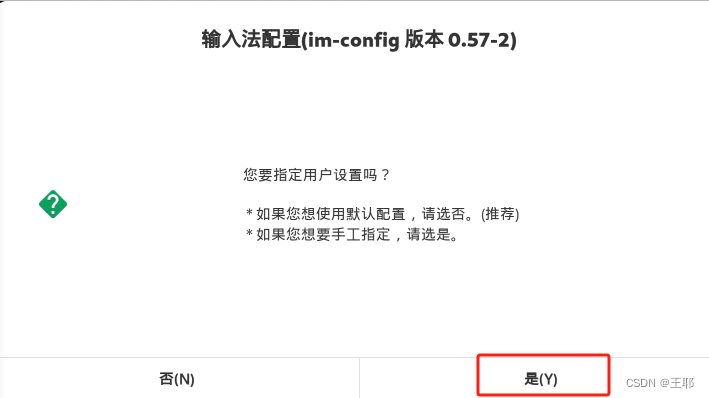 输入法配置(im-config 版本 0.57-2)
您要指定用户设置吗？
* 如果您想使用默认配置，请选否。(推荐)
* 如果您想要手工指定，请选是。
否(N)
是(Y)
CSDN @王耶